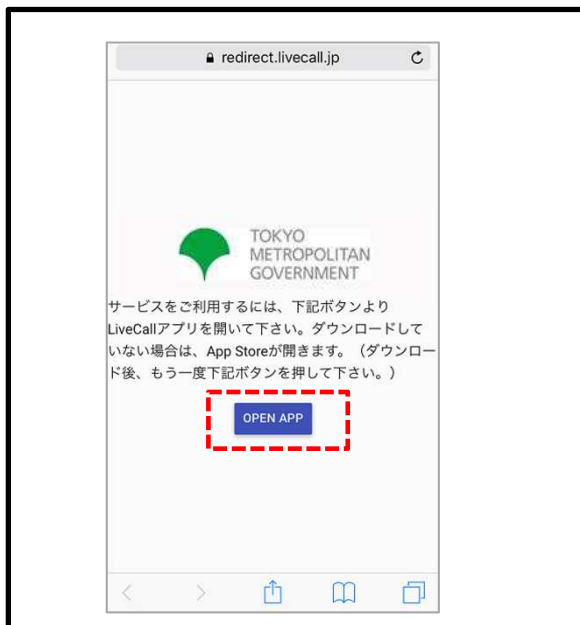 redirect.livecall.jp
TOKYO
METROPOLITAN
GOVERNMENT
サービスをご利用するには、下記ボタンより
LiveCallアプリを開いて下さい。ダウンロードして
いない場合は、App Storeが開きます。（ダウンロー
ド後、もう一度下記ボタンを押して下さい。）
OPEN APP